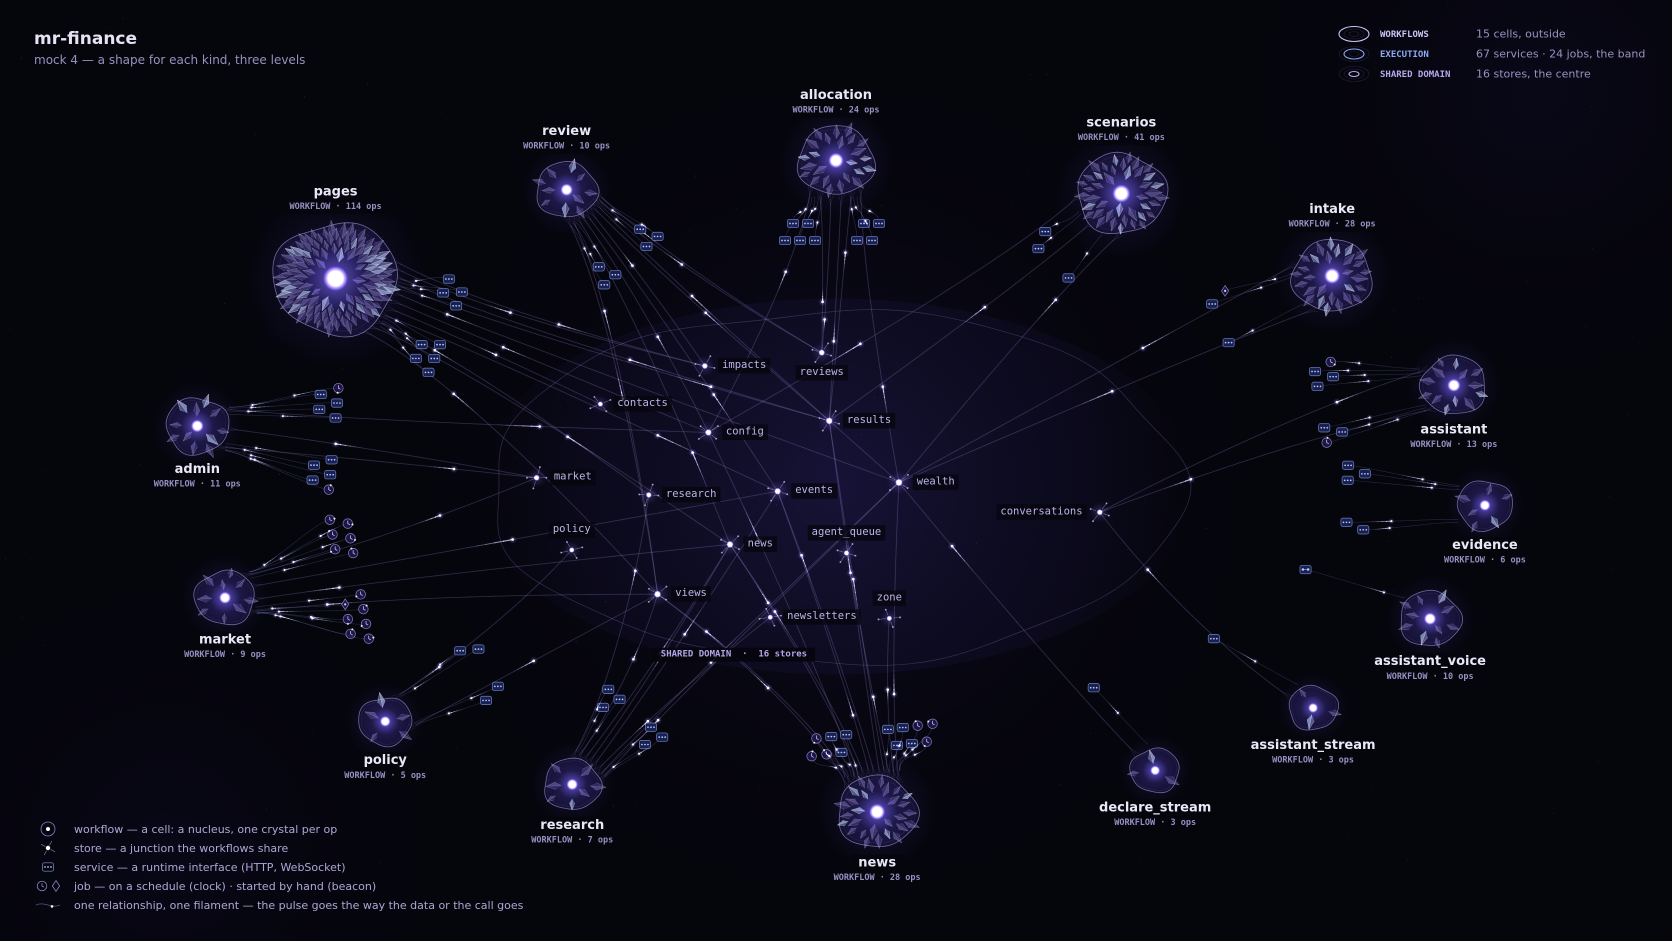 mr-finance
mock 4 — a shape for each kind, three levels
WORKFLOWS 15 cells, outside
EXECUTION 67 services · 24 jobs, the band
SHARED DOMAIN 16 stores, the centre
allocation
WORKFLOW · 24 ops
scenarios
WORKFLOW · 41 ops
review
WORKFLOW · 10 ops
pages
WORKFLOW · 114 ops
intake
WORKFLOW · 28 ops
impacts
reviews
contacts
results
config
assistant
WORKFLOW · 13 ops
admin
WORKFLOW · 11 ops
market
research
events
wealth
conversations
policy
agent_queue
news
evidence
WORKFLOW · 6 ops
views
zone
newsletters
market
WORKFLOW · 9 ops
SHARED DOMAIN · 16 stores
assistant_voice
WORKFLOW · 10 ops
policy
WORKFLOW · 5 ops
assistant_stream
WORKFLOW · 3 ops
declare_stream
WORKFLOW · 3 ops
research
WORKFLOW · 7 ops
news
WORKFLOW · 28 ops
workflow — a cell: a nucleus, one crystal per op
store — a junction the workflows share
service — a runtime interface (HTTP, WebSocket)
job — on a schedule (clock) · started by hand (beacon)
one relationship, one filament — the pulse goes the way the data or the call goes